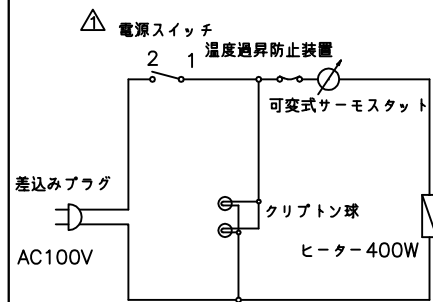 1
電源スイッチ
温度過昇防止装置
2 1
可変式サーモスタット
差込みプラグ
クリプトン球
ヒーター400W
AC100V